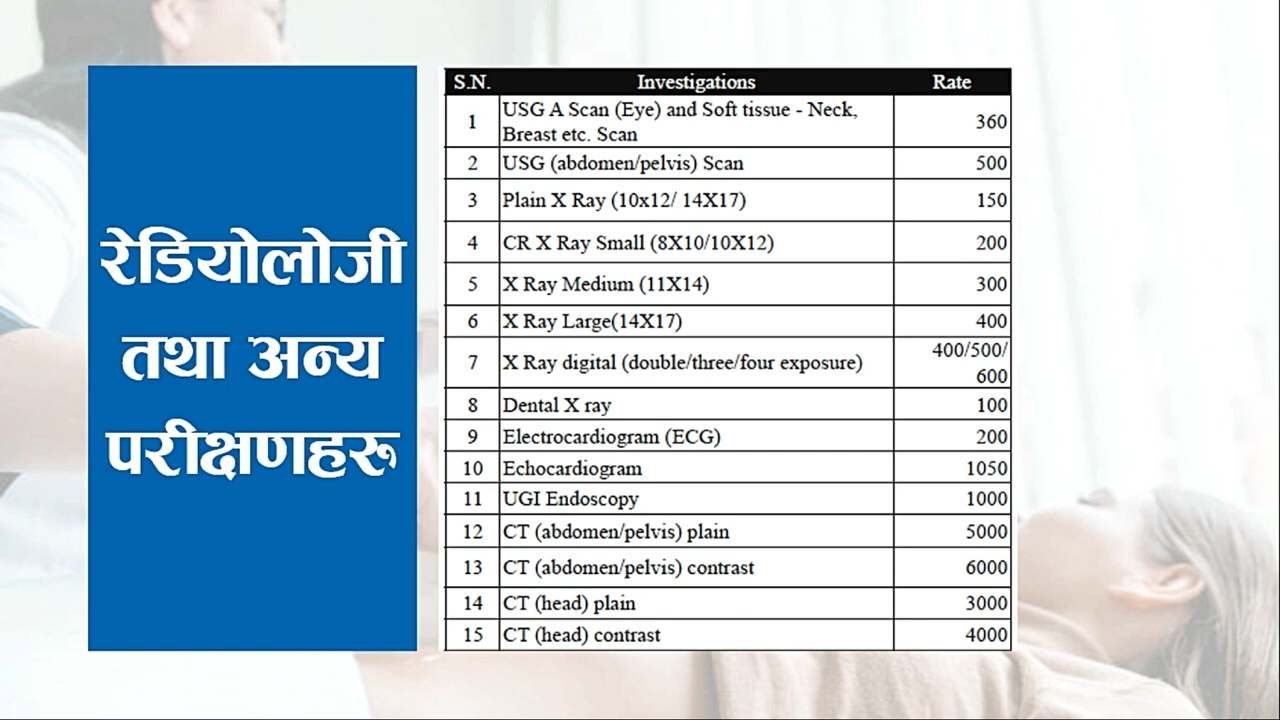 रेडियोलोजी
तथा अन्य
परीक्षणहरू
S.N. Investigations Rate
1 USG A Scan (Eye) and Soft tissue - Neck, Breast etc. Scan 360
2 USG (abdomen/pelvis) Scan 500
3 Plain X Ray (10x12/ 14X17) 150
4 CR X Ray Small (8X10/10X12) 200
5 X Ray Medium (11X14) 300
6 X Ray Large(14X17) 400
7 X Ray digital (double/three/four exposure) 400/500/600
8 Dental X ray 100
9 Electrocardiogram (ECG) 200
10 Echocardiogram 1050
11 UGI Endoscopy 1000
12 CT (abdomen/pelvis) plain 5000
13 CT (abdomen/pelvis) contrast 6000
14 CT (head) plain 3000
15 CT (head) contrast 4000